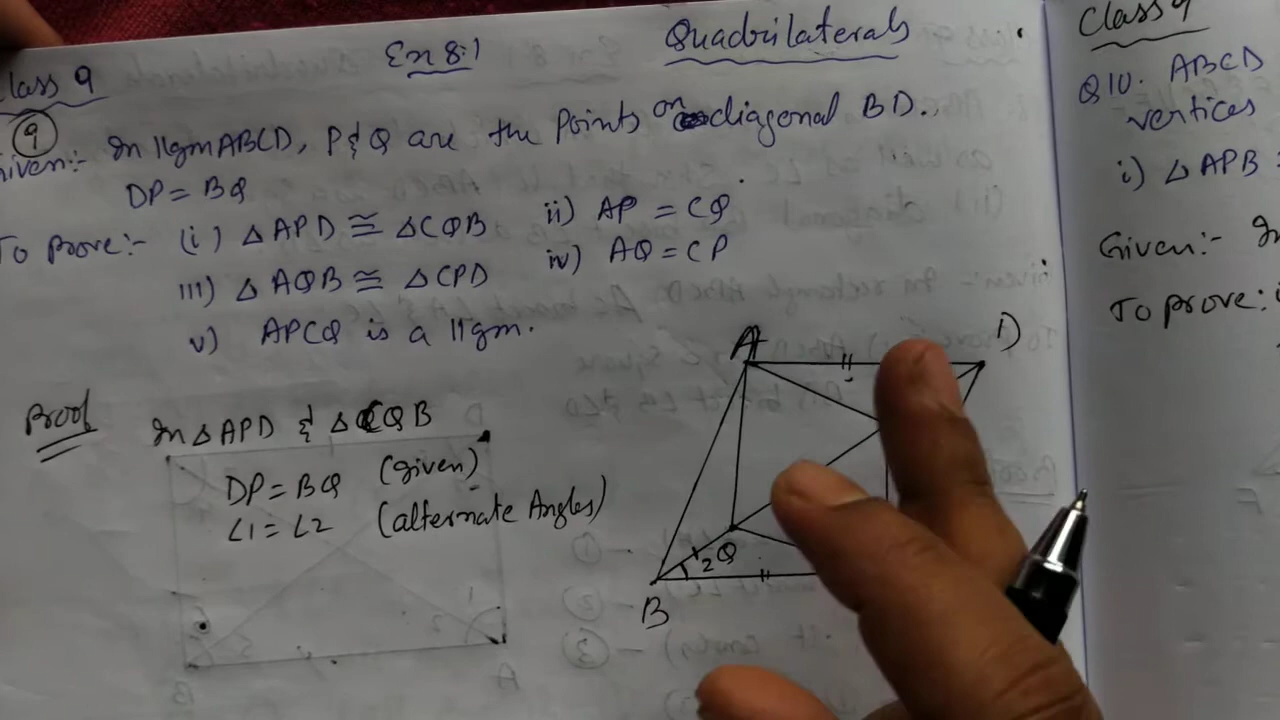 Class 9
Ex 8.1
Quadrilaterals
9
Given:- In llgm ABCD, P & Q are the Points on diagonal BD.
DP = BQ
To Prove:- (i) △APD ≅ △CQB ii) AP = CQ
iii) △AQB ≅ △CPD iv) AQ = CP
v) APCQ is a llgm.
Proof
In △APD & △CQB
DP = BQ (given)
∠1 = ∠2 (alternate Angles)
A
D
2
Q
B
Class 9
Q10. ABCD
vertices
i) △APB
Given:- In
To Prove: